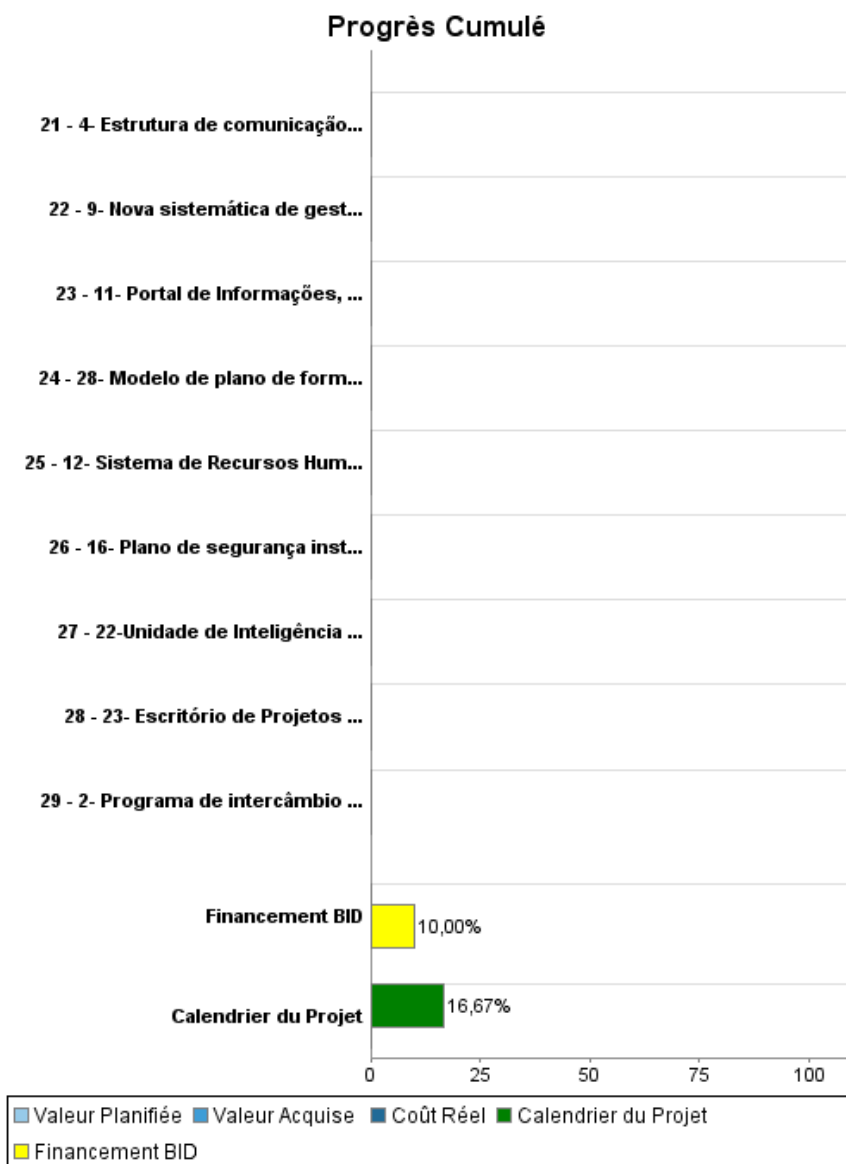 Progrès Cumulé
21 - 4- Estrutura de comunicação...
22 - 9- Nova sistemática de gest...
23 - 11- Portal de Informações, ...
24 - 28- Modelo de plano de form...
25 - 12- Sistema de Recursos Hum...
26 - 16- Plano de segurança inst...
27 - 22-Unidade de Inteligência ...
28 - 23- Escritório de Projetos ...
29 - 2- Programa de intercâmbio ...
Financement BID
10,00%
Calendrier du Projet
16,67%
0 25 50 75 100
Valeur Planifiée Valeur Acquise Coût Réel Calendrier du Projet
Financement BID